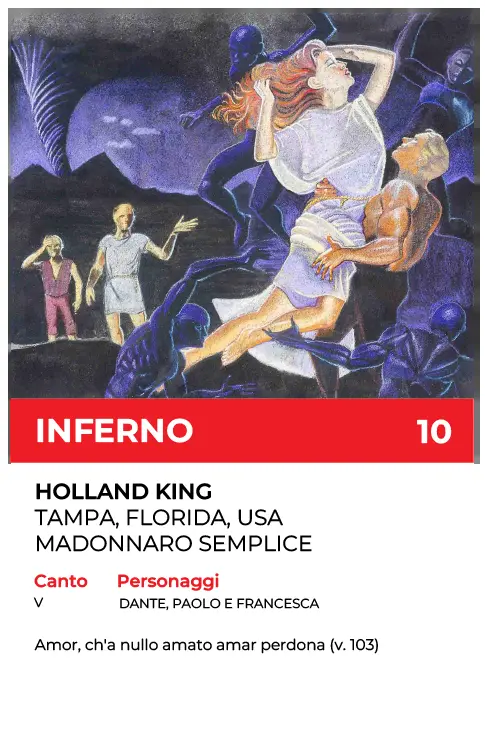 INFERNO 10
HOLLAND KING
TAMPA, FLORIDA, USA
MADONNARO SEMPLICE
Canto Personaggi
V DANTE, PAOLO E FRANCESCA
Amor, ch'a nullo amato amar perdona (v. 103)